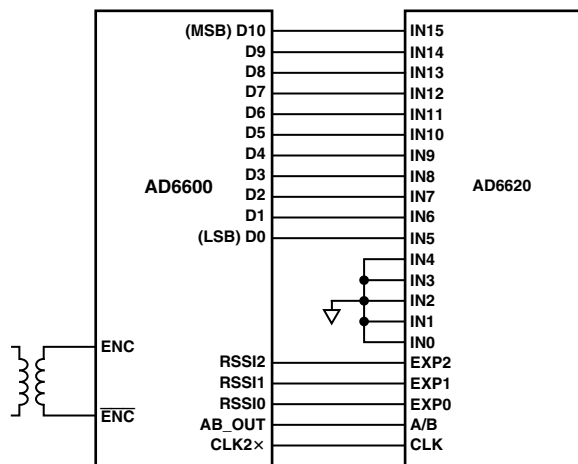 (MSB) D10 IN15
D9 IN14
D8 IN13
D7 IN12
D6 IN11
D5 IN10
D4 IN9
D3 IN8
AD6600 AD6620
D2 IN7
D1 IN6
(LSB) D0 IN5
IN4
IN3
IN2
IN1
IN0
ENC
RSSI2 EXP2
RSSI1 EXP1
RSSI0 EXP0
ENC
AB_OUT A/B
CLK2× CLK